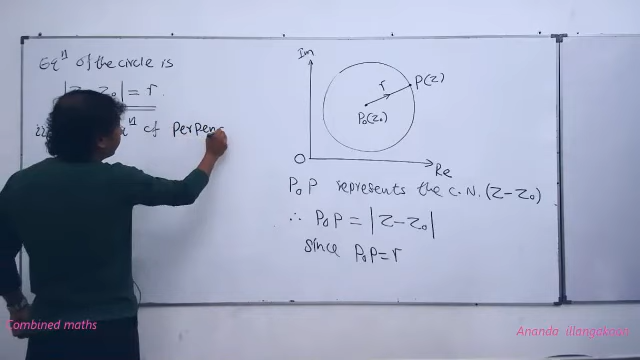 Eqⁿ of the circle is
|Z - Z₀| = r.
of perpen
Im
r
P(Z)
P₀(Z₀)
O
Re
P₀P represents the C.N. (Z-Z₀)
∴ P₀P = |Z-Z₀|
since P₀P=r
Combined maths
Ananda illangakoon